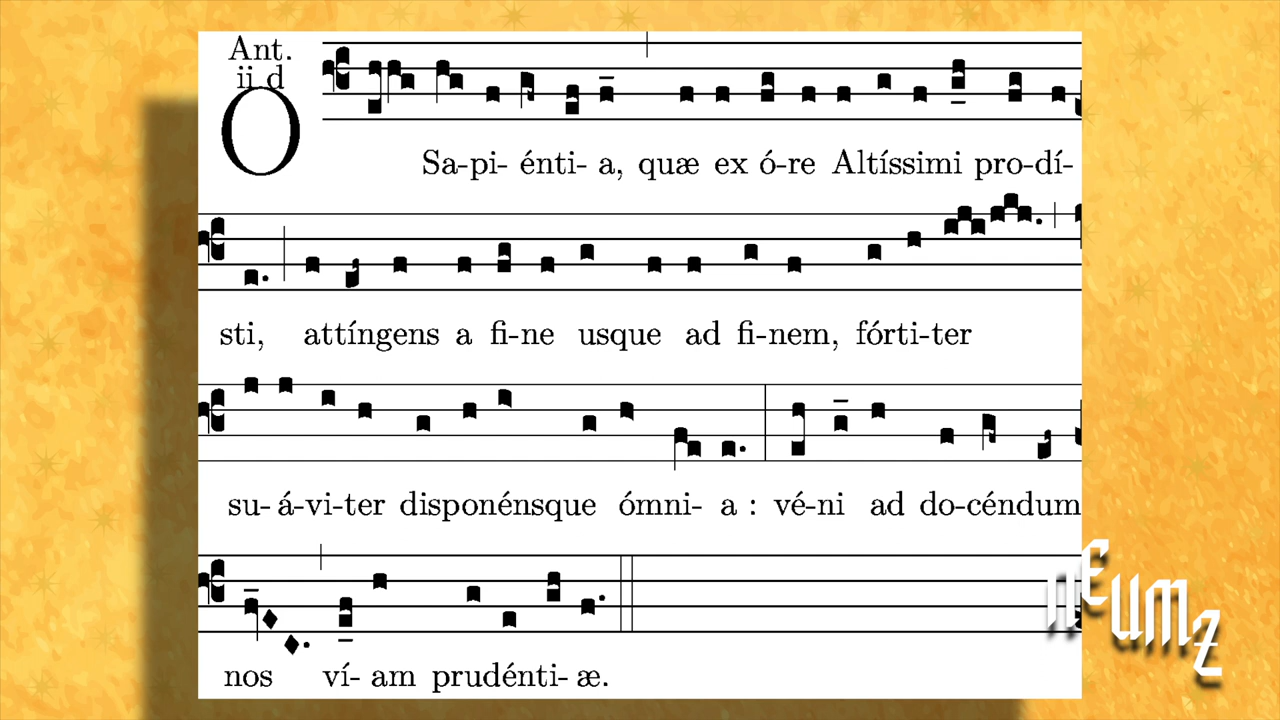 Ant.
ii d
O Sa-pi- énti- a, quæ ex ó-re Altíssimi pro-dí-
sti, attíngens a fi-ne usque ad fi-nem, fórti-ter
su-á-vi-ter disponénsque ómni- a : vé-ni ad do-céndum
nos ví- am prudénti- æ.
neumz